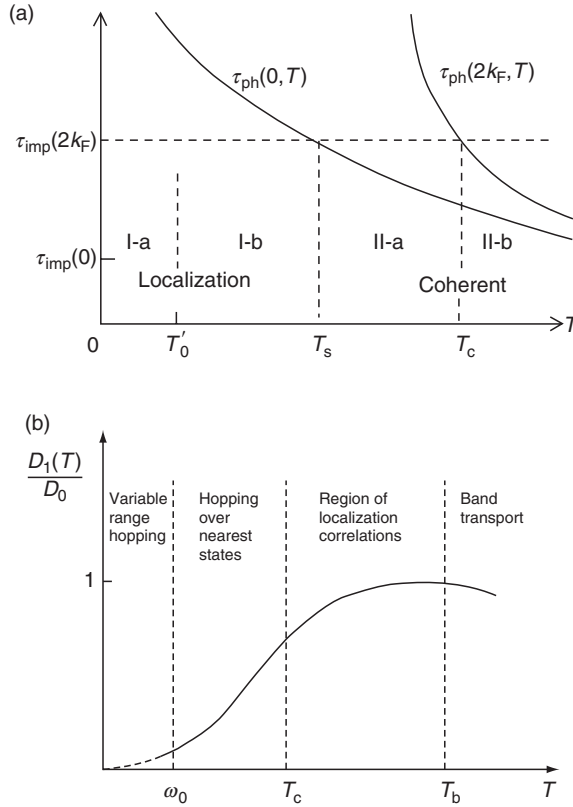 (a)
τph(0,T)
τph(2kF,T)
τimp(2kF)
I-a
I-b
II-a
II-b
τimp(0)
Localization
Coherent
T
0
T′0
Ts
Tc
(b)
D1(T)
D0
Variable
range
hopping
Hopping
over
nearest
states
Region of
localization
correlations
Band
transport
1
ω0
Tc
Tb
T